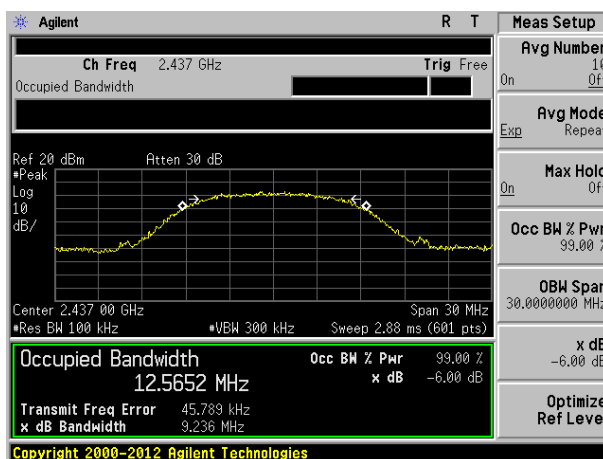 Agilent R T Meas Setup
Avg Number
10
On Of
Ch Freq 2.437 GHz Trig Free
Occupied Bandwidth
Avg Mode
Exp Repea
Ref 20 dBm Atten 30 dB
#Peak
Log
10
dB/
Max Hold
On Of
Occ BW % Pwr
99.00 %
OBW Span
30.0000000 MHz
Center 2.437 00 GHz Span 30 MHz
#Res BW 100 kHz #VBW 300 kHz Sweep 2.88 ms (601 pts)
Occupied Bandwidth Occ BW % Pwr 99.00 %
12.5652 MHz x dB -6.00 dB
x dB
-6.00 dB
Transmit Freq Error 45.789 kHz
x dB Bandwidth 9.236 MHz
Optimize
Ref Leve
Copyright 2000-2012 Agilent Technologies